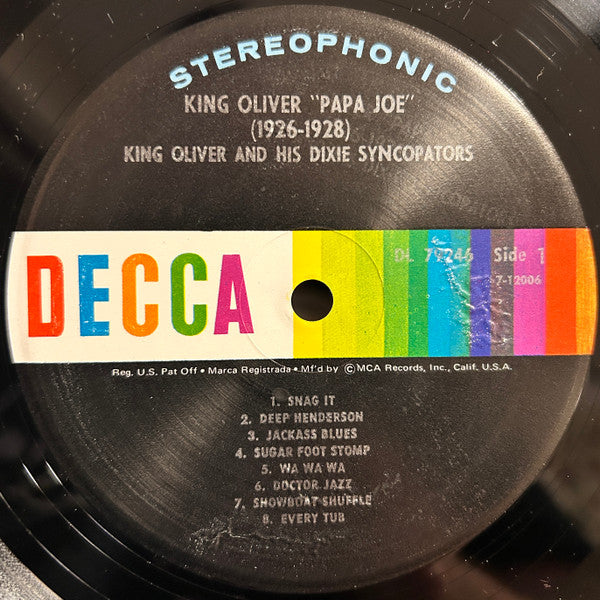 STEREOPHONIC
KING OLIVER "PAPA JOE"
(1926-1928)
KING OLIVER AND HIS DIXIE SYNCOPATORS
DECCA
DL 79246 Side 1
7-12006
Reg. U.S. Pat Off • Marca Registrada • Mf'd by ©MCA Records, Inc., Calif. U.S.A.
1. SNAG IT
2. DEEP HENDERSON
3. JACKASS BLUES
4. SUGAR FOOT STOMP
5. WA WA WA
6. DOCTOR JAZZ
7. SHOWBOAT SHUFFLE
8. EVERY TUB